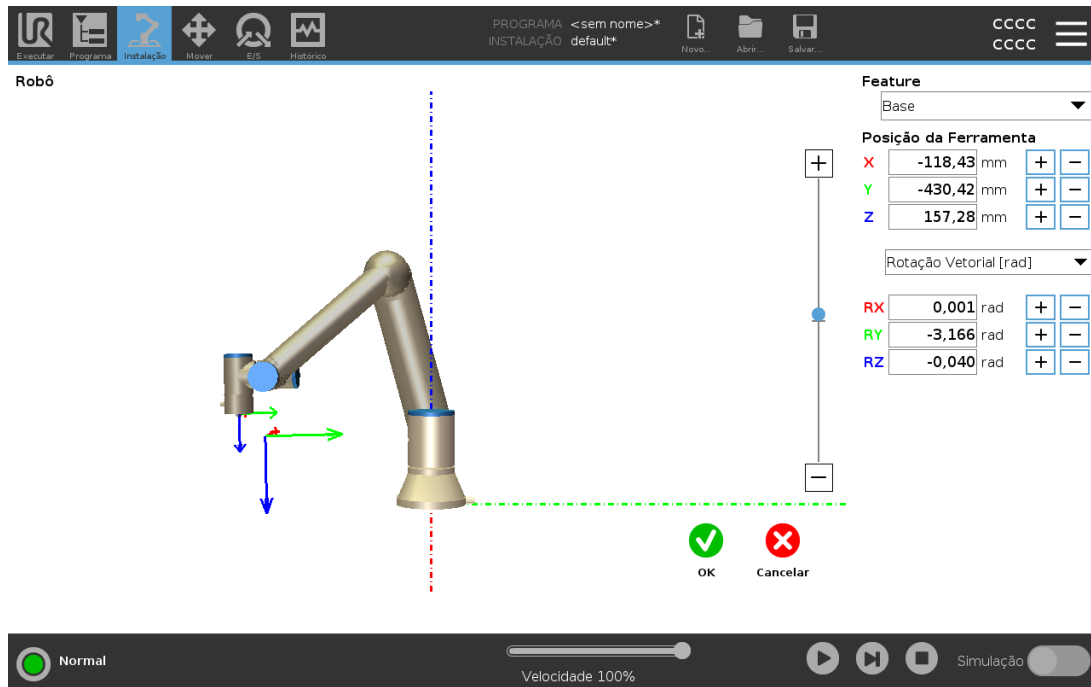 UR
PROGRAMA <sem nome>*
INSTALAÇÃO default*
CCCC
CCCC
Executar Programa Instalação Mover E/S Histórico
Novo... Abrir... Salvar...
Robô
Feature
Base
Posição da Ferramenta
X -118,43 mm + −
Y -430,42 mm + −
Z 157,28 mm + −
Rotação Vetorial [rad]
RX 0,001 rad + −
RY -3,166 rad + −
RZ -0,040 rad + −
+
−
OK Cancelar
Normal
Velocidade 100%
Simulação